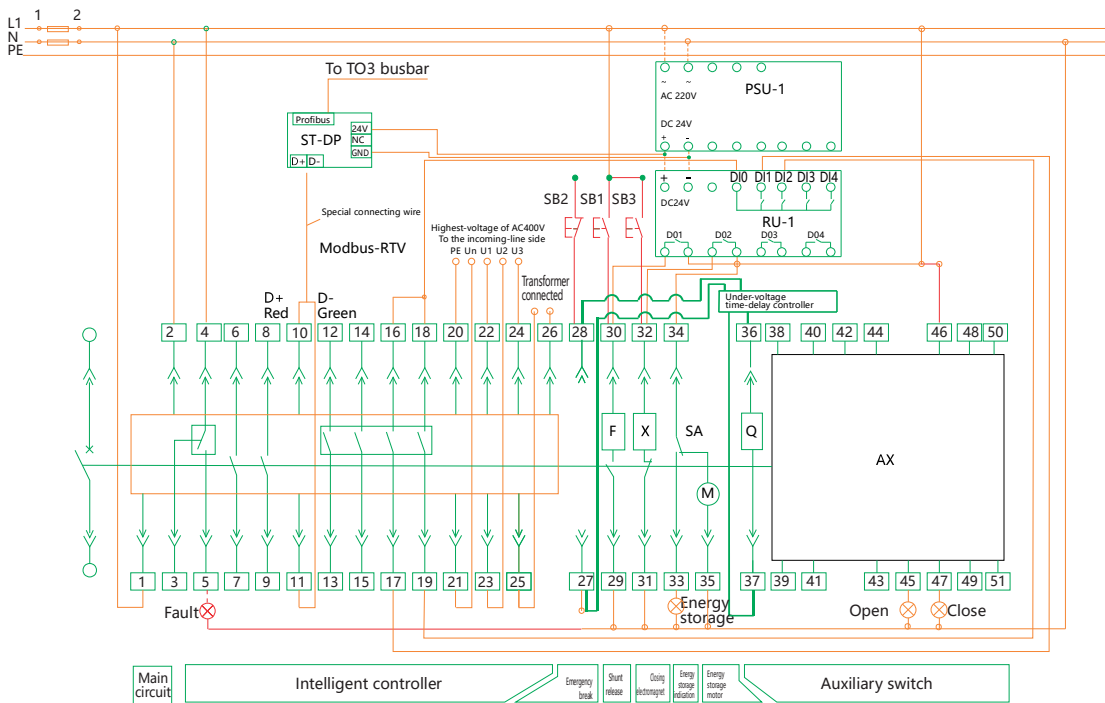 1 2
L1
N
PE
To TO3 busbar
~ ~
AC 220V
PSU-1
DC 24V
+ -
Profibus
ST-DP
24V
NC
GND
D+ D-
+ - DI0 DI1 DI2 DI3 DI4
DC24V
RU-1
D01 D02 D03 D04
SB2 SB1 SB3
Special connecting wire
Modbus-RTV
Highest-voltage of AC400V
To the incoming-line side
PE Un U1 U2 U3
Transformer
connected
Under-voltage
time-delay controller
D+
Red
D-
Green
2 4 6 8 10 12 14 16 18 20 22 24 26 28 30 32 34 36 38 40 42 44 46 48 50
F X SA Q
M
AX
1 3 5 7 9 11 13 15 17 19 21 23 25 27 29 31 33 35 37 39 41 43 45 47 49 51
Fault
Energy
storage
Open
Close
Main
circuit
Intelligent controller
Emergency
break
Shunt
release
Closing
electromagnet
Energy
storage
indication
Energy
storage
motor
Auxiliary switch